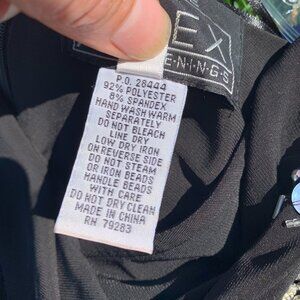 EX
E·N·I·N·G·S
P.O. 28444
92% POLYESTER
8% SPANDEX
HAND WASH WARM
SEPARATELY
DO NOT BLEACH
LINE DRY
LOW DRY IRON
ON REVERSE SIDE
DO NOT STEAM
OR IRON BEADS
HANDLE BEADS
WITH CARE
DO NOT DRY CLEAN
MADE IN CHINA
RN 79283